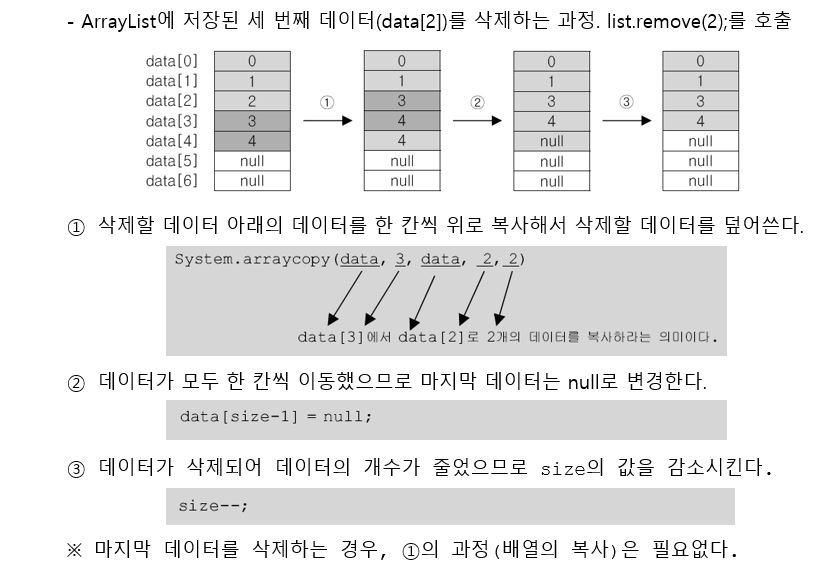 - ArrayList에 저장된 세 번째 데이터(data[2])를 삭제하는 과정. list.remove(2);를 호출
data[0] 0 0 0 0
data[1] 1 1 1 1
data[2] 2 ① 3 ② 3 ③ 3
data[3] 3 4 4 4
data[4] 4 4 null null
data[5] null null null null
data[6] null null null null
① 삭제할 데이터 아래의 데이터를 한 칸씩 위로 복사해서 삭제할 데이터를 덮어쓴다.
System.arraycopy(data, 3, data, 2, 2)
data[3]에서 data[2]로 2개의 데이터를 복사하라는 의미이다.
② 데이터가 모두 한 칸씩 이동했으므로 마지막 데이터는 null로 변경한다.
data[size-1] = null;
③ 데이터가 삭제되어 데이터의 개수가 줄었으므로 size의 값을 감소시킨다.
size--;
※ 마지막 데이터를 삭제하는 경우, ①의 과정(배열의 복사)은 필요없다.